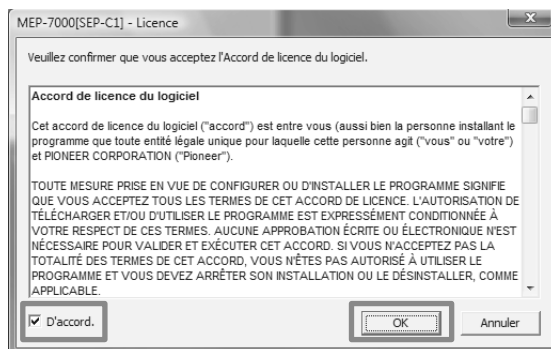 MEP-7000[SEP-C1] - Licence
Veuillez confirmer que vous acceptez l'Accord de licence du logiciel.
Accord de licence du logiciel
Cet accord de licence du logiciel ("accord") est entre vous (aussi bien la personne installant le
programme que toute entité légale unique pour laquelle cette personne agit ("vous" ou "votre")
et PIONEER CORPORATION ("Pioneer").
TOUTE MESURE PRISE EN VUE DE CONFIGURER OU D'INSTALLER LE PROGRAMME SIGNIFIE
QUE VOUS ACCEPTEZ TOUS LES TERMES DE CET ACCORD DE LICENCE. L'AUTORISATION DE
TÉLÉCHARGER ET/OU D'UTILISER LE PROGRAMME EST EXPRESSÉMENT CONDITIONNÉE À
VOTRE RESPECT DE CES TERMES. AUCUNE APPROBATION ÉCRITE OU ÉLECTRONIQUE N'EST
NÉCESSAIRE POUR VALIDER ET EXÉCUTER CET ACCORD. SI VOUS N'ACCEPTEZ PAS LA
TOTALITÉ DES TERMES DE CET ACCORD, VOUS N'ÊTES PAS AUTORISÉ À UTILISER LE
PROGRAMME ET VOUS DEVEZ ARRÊTER SON INSTALLATION OU LE DÉSINSTALLER, COMME
APPLICABLE.
D'accord.
OK
Annuler